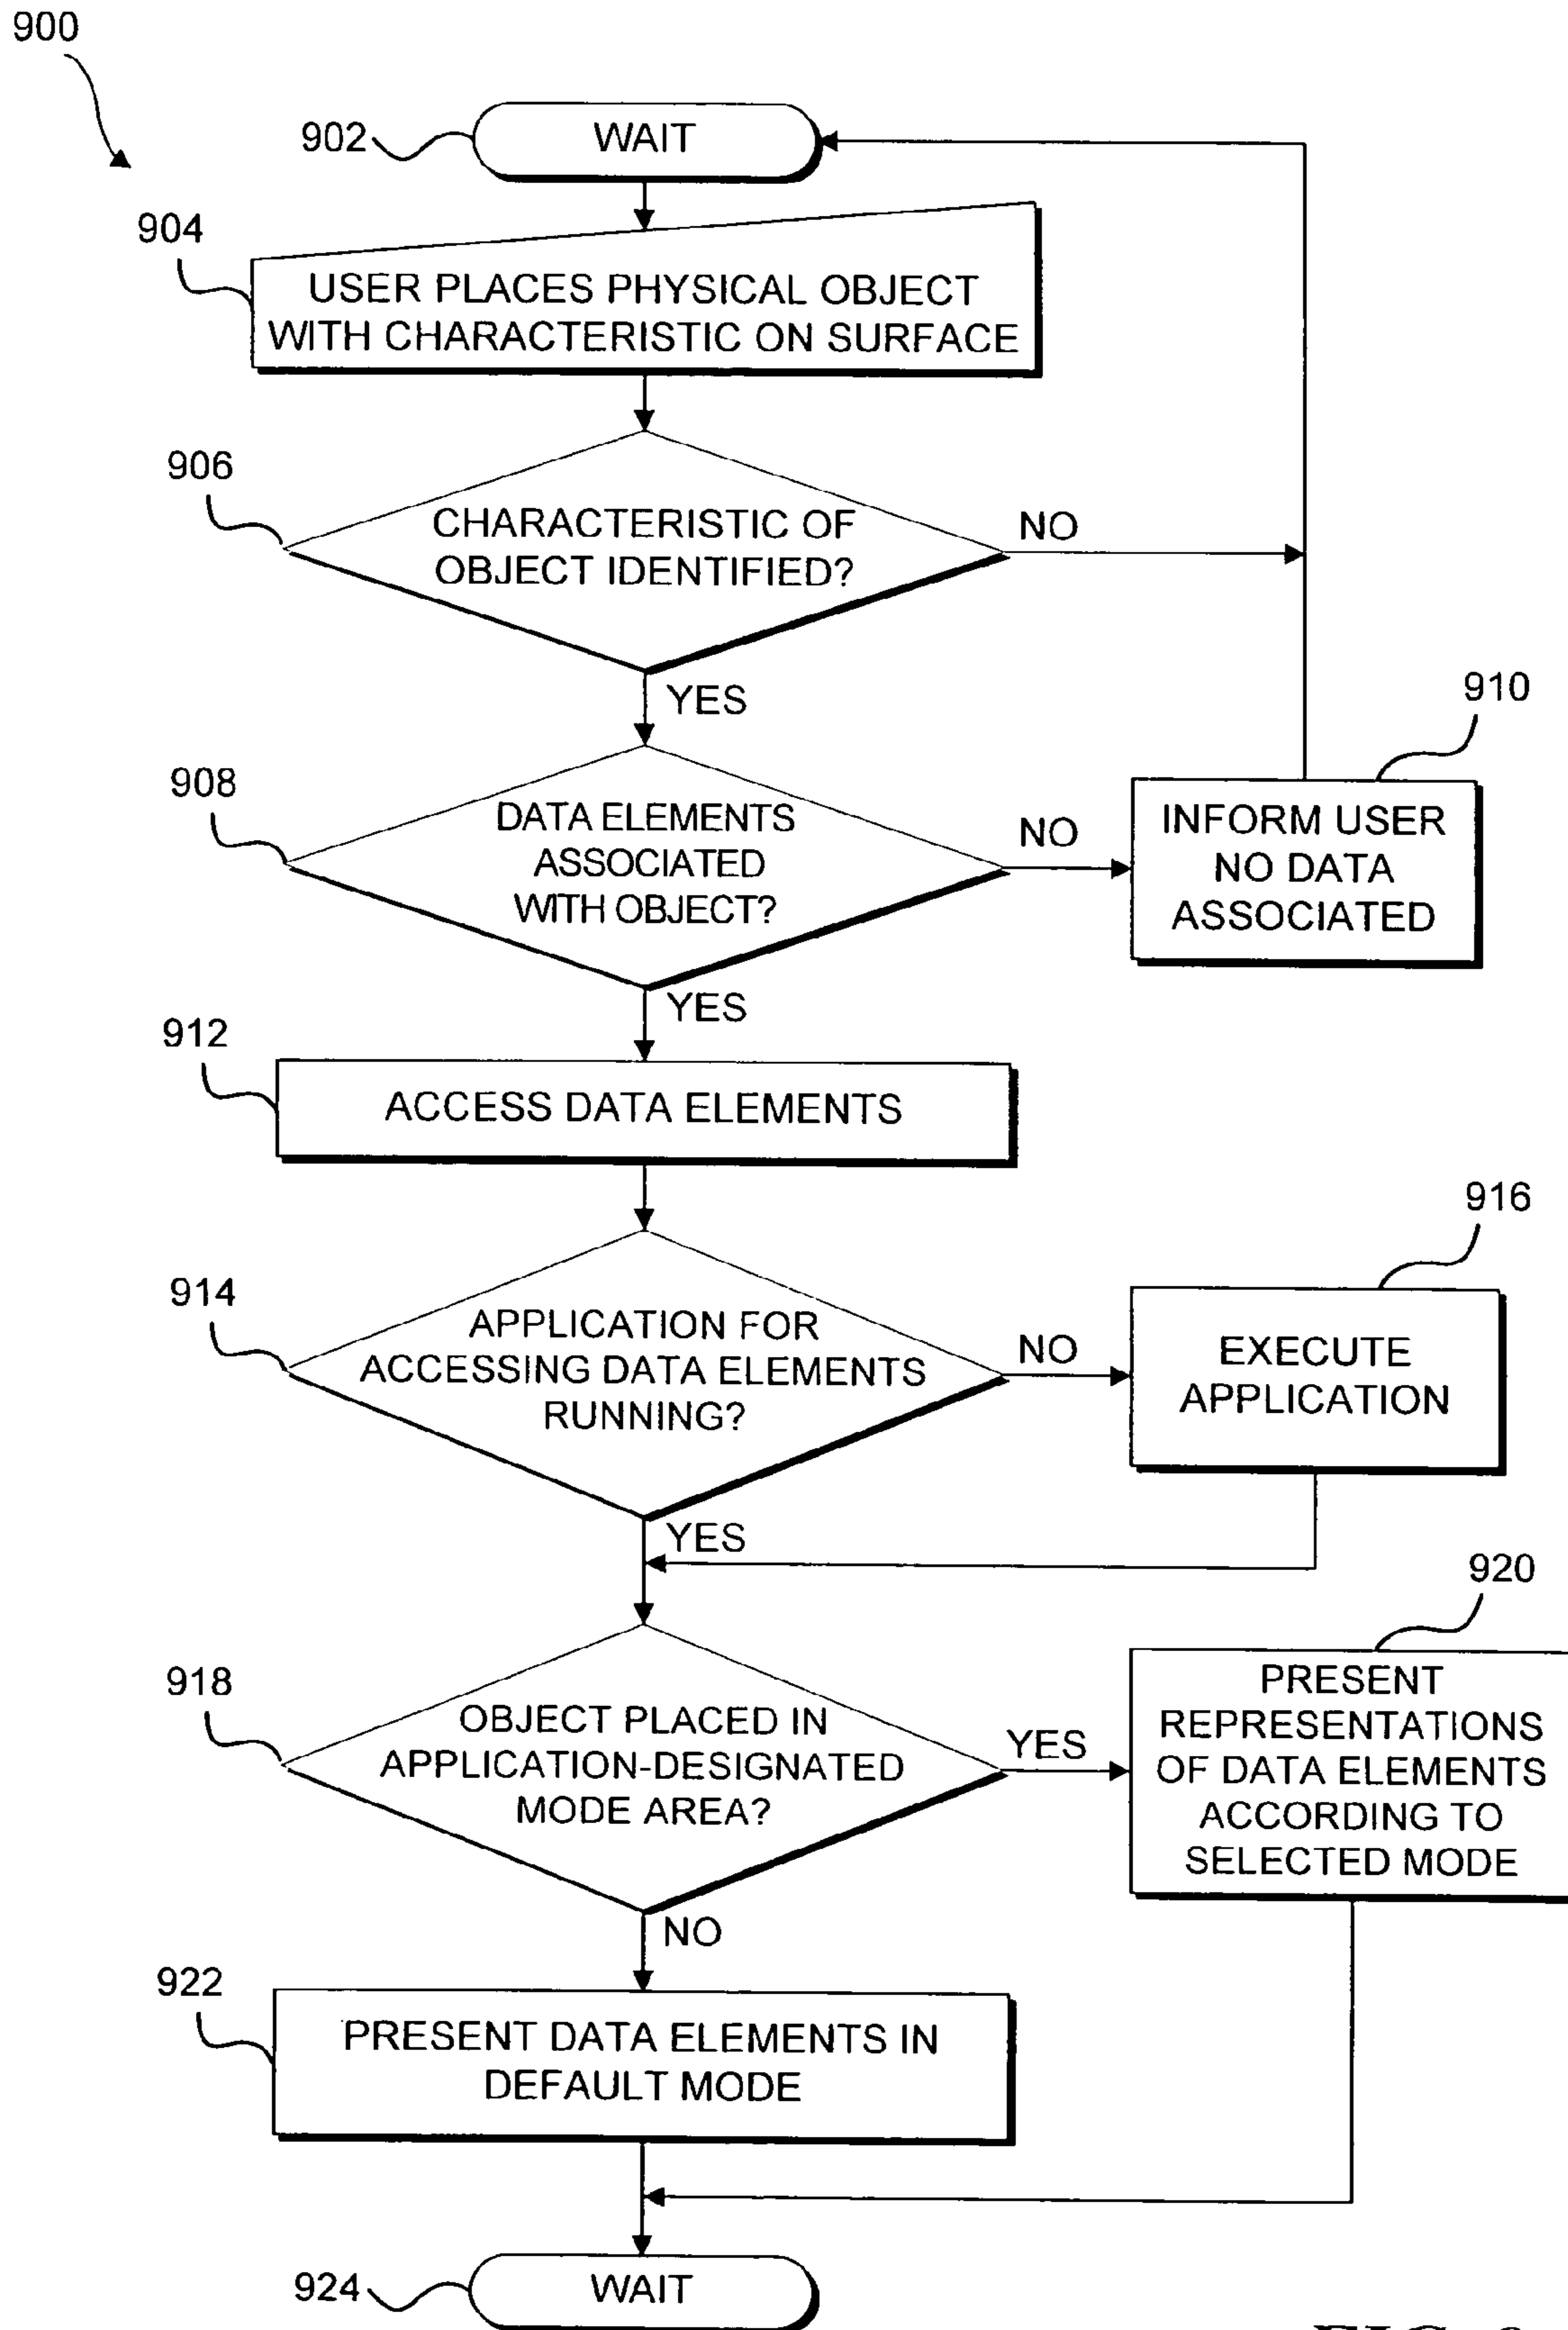 900
902
WAIT
904
USER PLACES PHYSICAL OBJECT
WITH CHARACTERISTIC ON SURFACE
906
CHARACTERISTIC OF
OBJECT IDENTIFIED?
NO
YES
910
908
DATA ELEMENTS
ASSOCIATED
WITH OBJECT?
NO
INFORM USER
NO DATA
ASSOCIATED
YES
912
ACCESS DATA ELEMENTS
916
914
APPLICATION FOR
ACCESSING DATA ELEMENTS
RUNNING?
NO
EXECUTE
APPLICATION
YES
920
918
OBJECT PLACED IN
APPLICATION-DESIGNATED
MODE AREA?
YES
PRESENT
REPRESENTATIONS
OF DATA ELEMENTS
ACCORDING TO
SELECTED MODE
NO
922
PRESENT DATA ELEMENTS IN
DEFAULT MODE
924
WAIT